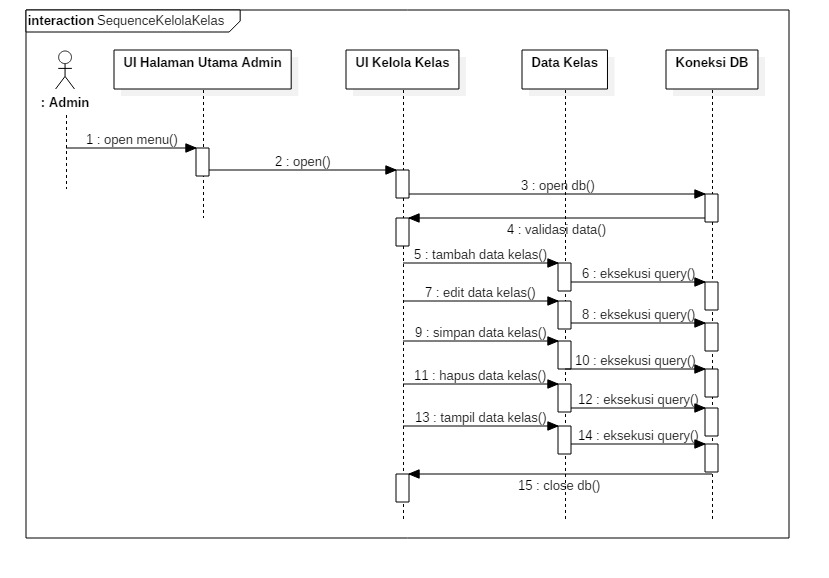 interaction SequenceKelolaKelas
UI Halaman Utama Admin
UI Kelola Kelas
Data Kelas
Koneksi DB
: Admin
1 : open menu()
2 : open()
3 : open db()
4 : validasi data()
5 : tambah data kelas()
6 : eksekusi query()
7 : edit data kelas()
8 : eksekusi query()
9 : simpan data kelas()
10 : eksekusi query()
11 : hapus data kelas()
12 : eksekusi query()
13 : tampil data kelas()
14 : eksekusi query()
15 : close db()